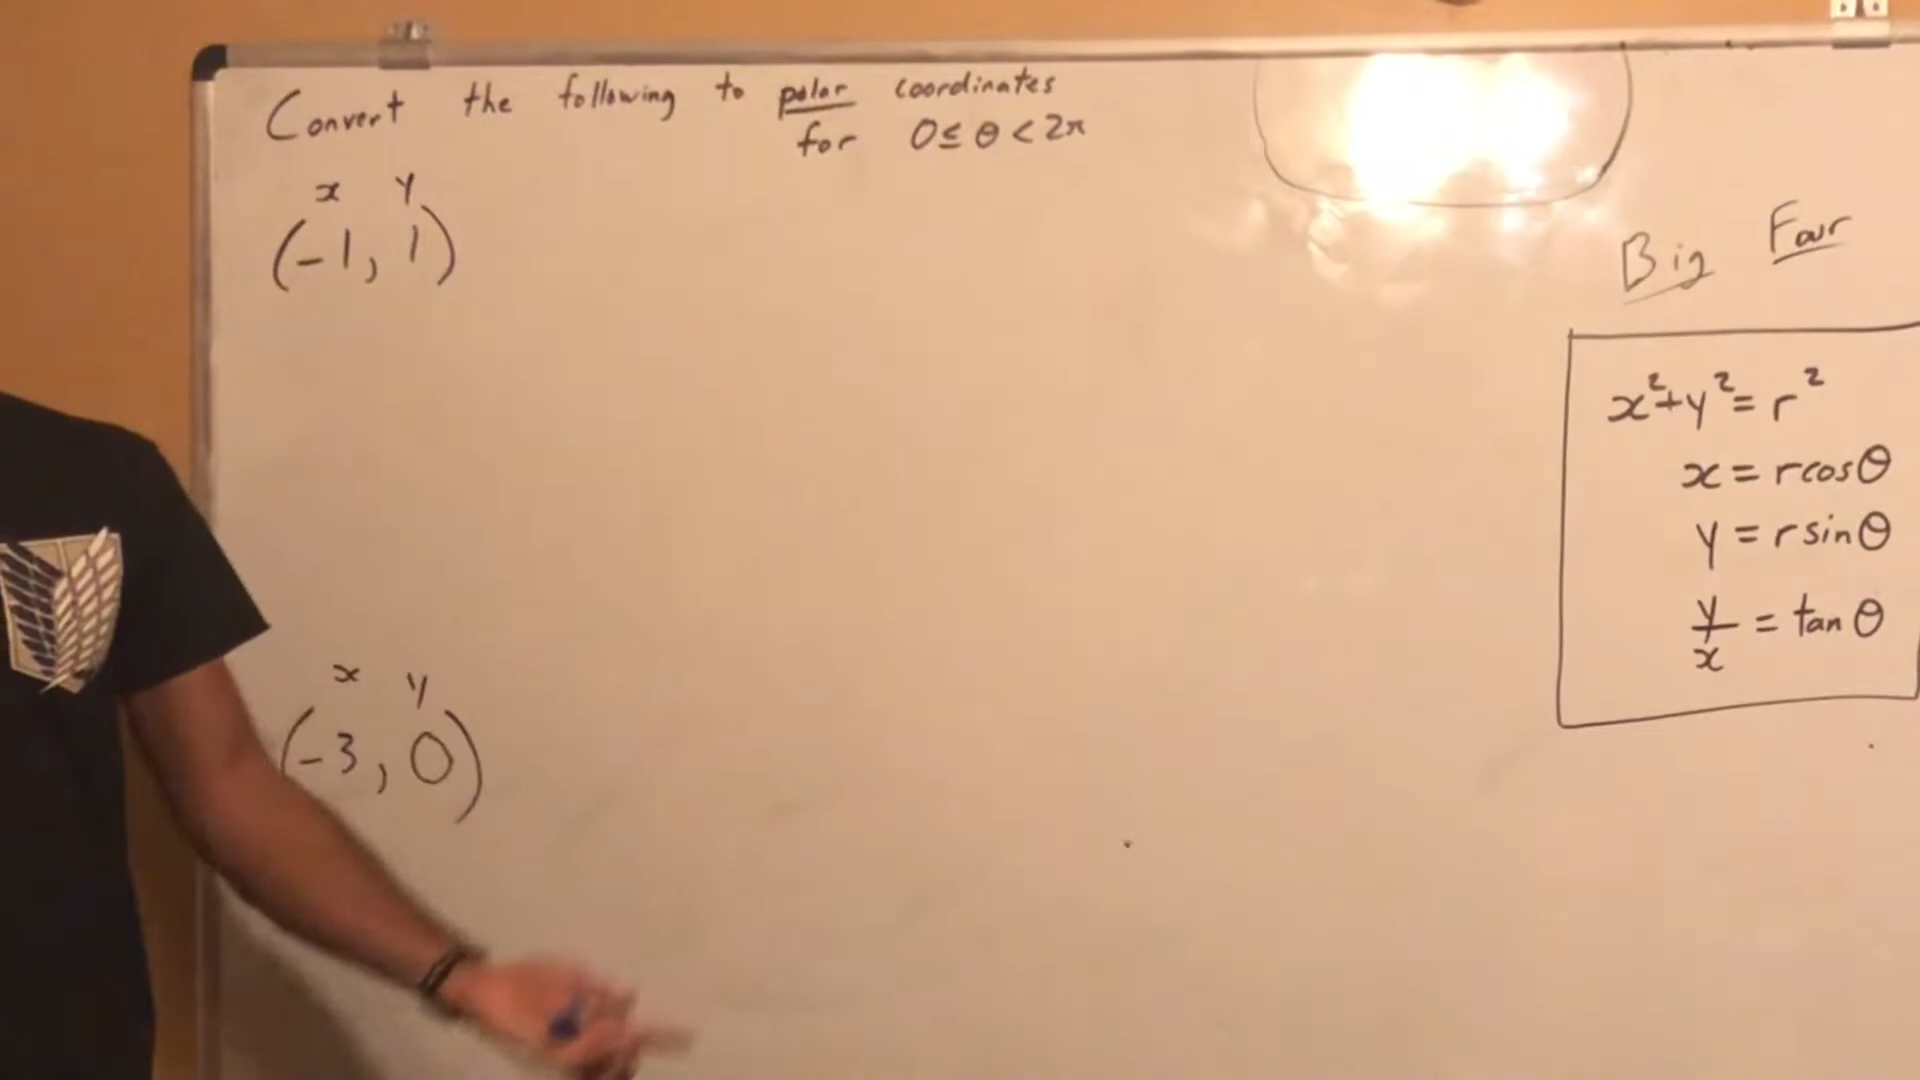 Convert the following to polar coordinates
for 0≤θ<2π
x y
(-1, 1)
x y
(-3, 0)
Big Four
x²+y²=r²
x=rcosθ
y=rsinθ
y/x=tanθ